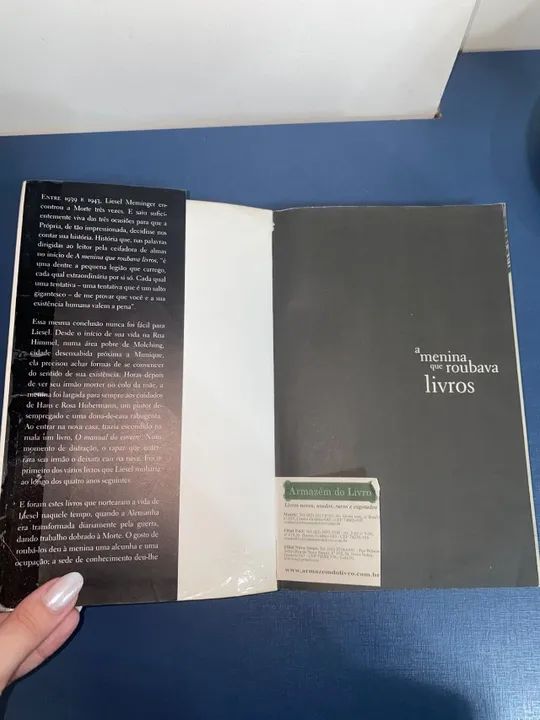 ENTRE 1939 E 1943, Liesel Meminger en-
controu a Morte três vezes. E saiu sufici-
entemente viva das três ocasiões para que a
Própria, de tão impressionada, decidisse nos
contar sua história. História que, nas palavras
dirigidas ao leitor pela ceifadora de almas
no início de A menina que roubava livros, "é
uma dentre a pequena legião que carrego,
cada qual extraordinária por si só. Cada qual
uma tentativa – uma tentativa que é um salto
gigantesco – de me provar que você e a sua
existência humana valem a pena".
Essa mesma conclusão nunca foi fácil para
Liesel. Desde o início de sua vida na Rua
Himmel, numa área pobre de Molching,
cidade desenxabida próxima a Munique,
ela precisou achar formas de se convencer
do sentido de sua existência. Horas depois
de ver seu irmão morrer no colo da mãe, a
menina foi largada para sempre aos cuidados
de Hans e Rosa Hubermann, um pintor de-
sempregado e uma dona-de-casa rabugenta.
Ao entrar na nova casa, trazia escondido na
mala um livro, O manual do coveiro. Num
momento de distração, o rapaz que enter-
rara seu irmão o deixara cair na neve. Foi o
primeiro dos vários livros que Liesel roubaria
ao longo dos quatro anos seguintes.
E foram estes livros que nortearam a vida de
Liesel naquele tempo, quando a Alemanha
era transformada diariamente pela guerra,
dando trabalho dobrado à Morte. O gosto de
roubá-los deu à menina uma alcunha e uma
ocupação; a sede de conhecimento deu-lhe
a
menina
que roubava
livros
Armazém do Livro
Livros novos, usados, raros e esgotados
www.armazemdolivro.com.br